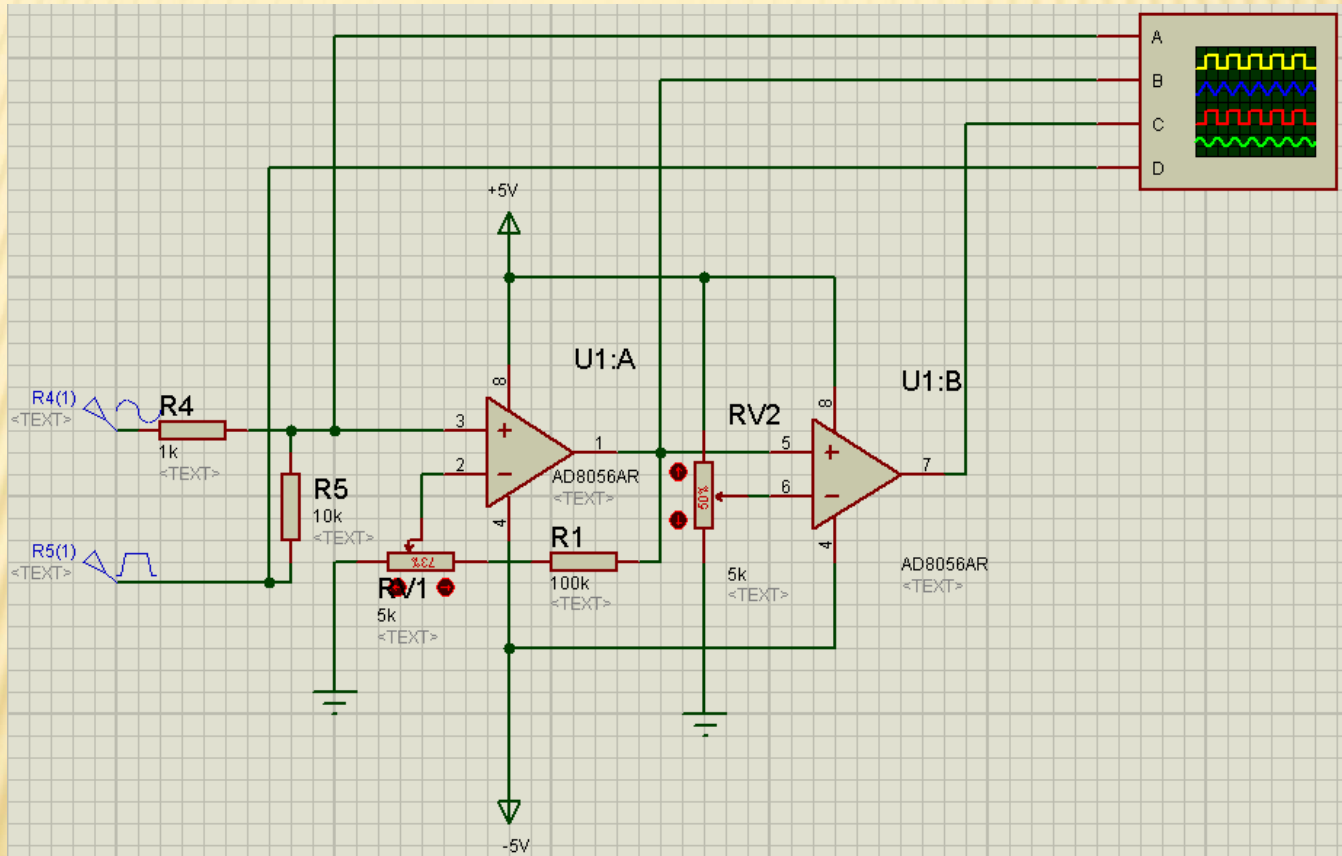 A
B
C
D
+5V
U1:A
8
3
2
1
4
AD8056AR
<TEXT>
R4(1)
<TEXT>
R4
1k
<TEXT>
R5
10k
<TEXT>
R5(1)
<TEXT>
RV1
73%
5k
<TEXT>
R1
100k
<TEXT>
RV2
50%
5k
<TEXT>
U1:B
8
5
6
7
4
AD8056AR
<TEXT>
-5V